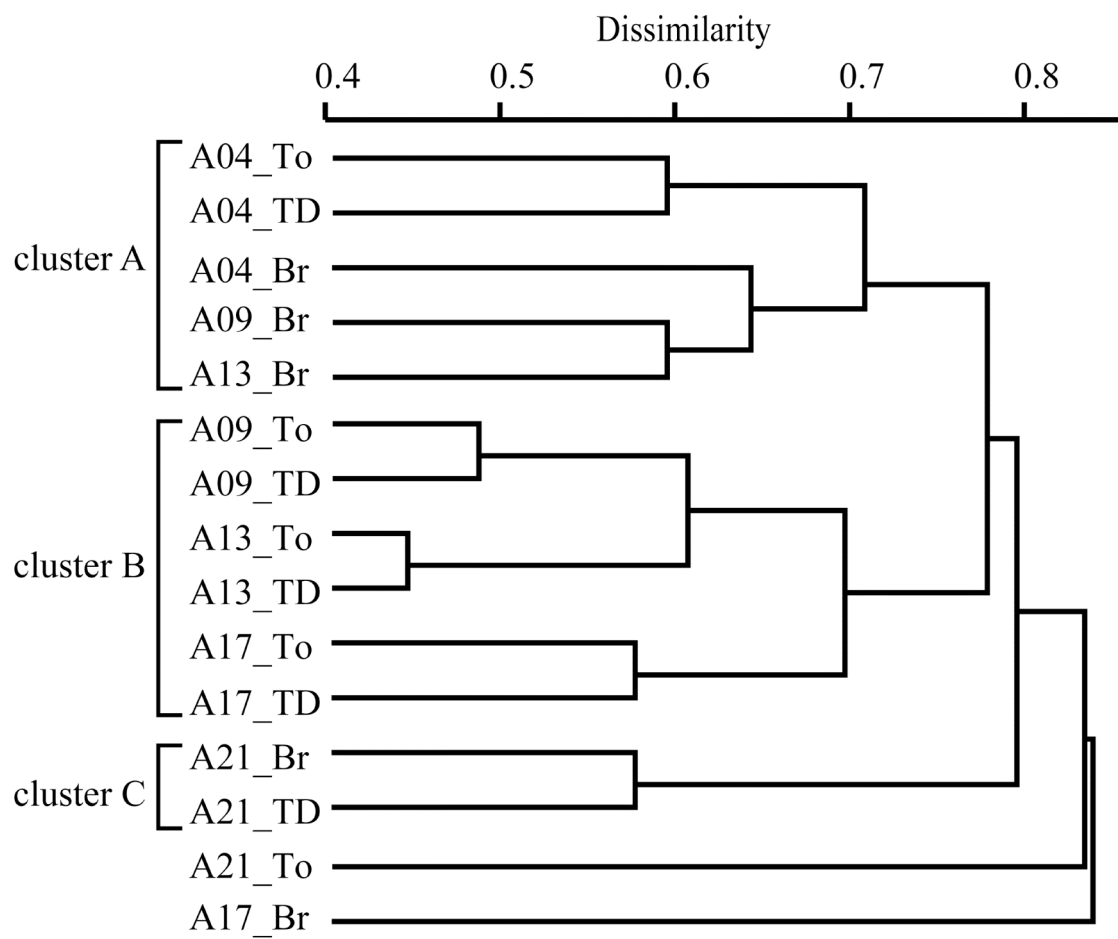 Dissimilarity
0.4 0.5 0.6 0.7 0.8
A04_To
A04_TD
cluster A
A04_Br
A09_Br
A13_Br
A09_To
A09_TD
A13_To
cluster B
A13_TD
A17_To
A17_TD
A21_Br
cluster C
A21_TD
A21_To
A17_Br